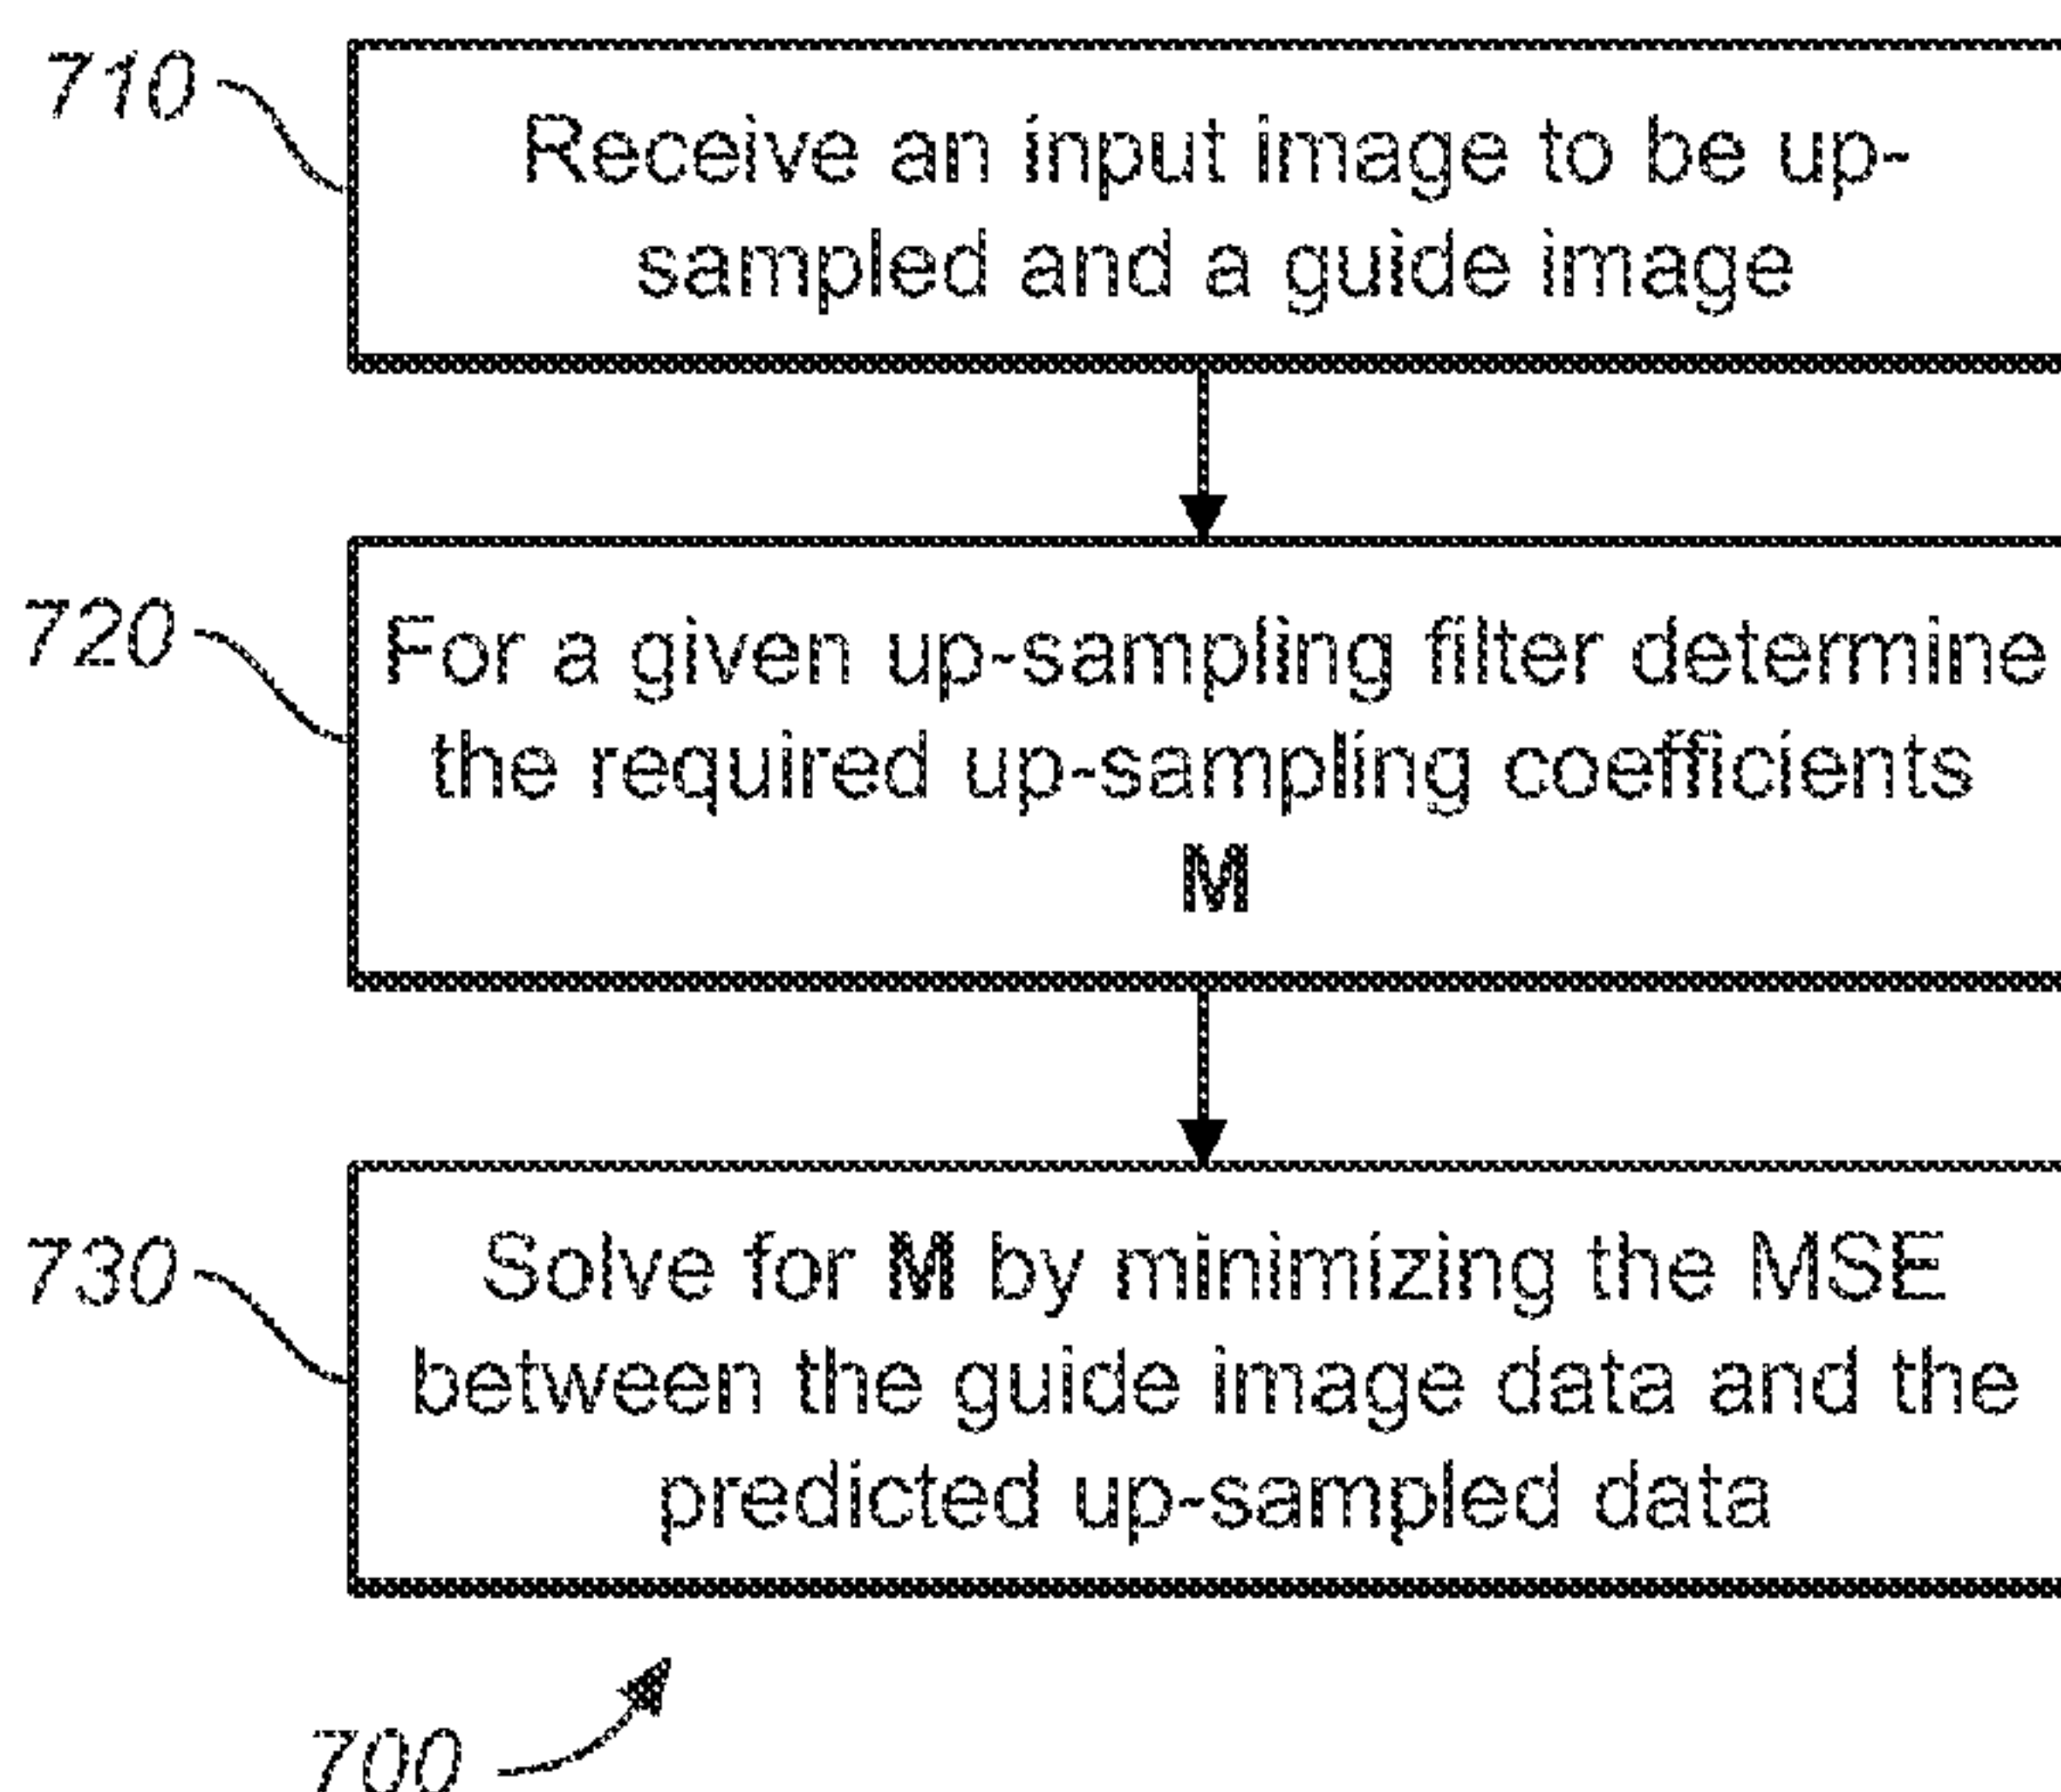 710
Receive an input image to be up-
sampled and a guide image
720
For a given up-sampling filter determine
the required up-sampling coefficients
M
730
Solve for M by minimizing the MSE
between the guide image data and the
predicted up-sampled data
700